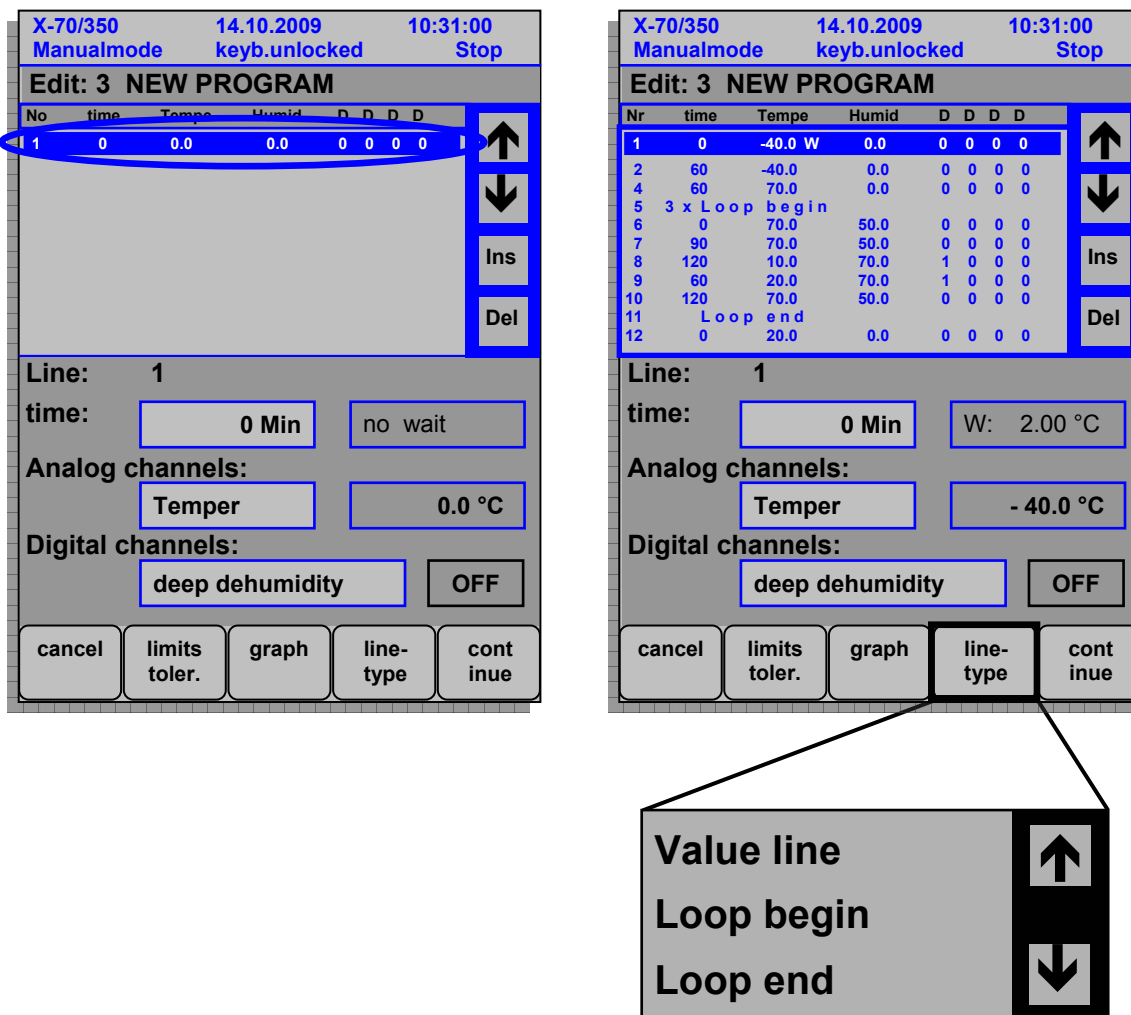 X-70/350 14.10.2009 10:31:00
Manualmode keyb.unlocked Stop
Edit: 3 NEW PROGRAM
No time Tempe Humid D D D D
1 0 0.0 0.0 0 0 0 0
Ins
Del
Line: 1
time: 0 Min no wait
Analog channels:
Temper 0.0 °C
Digital channels:
deep dehumidity OFF
cancel limits toler. graph line-type cont inue
X-70/350 14.10.2009 10:31:00
Manualmode keyb.unlocked Stop
Edit: 3 NEW PROGRAM
Nr time Tempe Humid D D D D
1 0 -40.0 W 0.0 0 0 0 0
2 60 -40.0 0.0 0 0 0 0
4 60 70.0 0.0 0 0 0 0
5 3 x Loop begin
6 0 70.0 50.0 0 0 0 0
7 90 70.0 50.0 0 0 0 0
8 120 10.0 70.0 1 0 0 0
9 60 20.0 70.0 1 0 0 0
10 120 70.0 50.0 0 0 0 0
11 Loop end
12 0 20.0 0.0 0 0 0 0
Ins
Del
Line: 1
time: 0 Min W: 2.00 °C
Analog channels:
Temper - 40.0 °C
Digital channels:
deep dehumidity OFF
cancel limits toler. graph line-type cont inue
Value line
Loop begin
Loop end